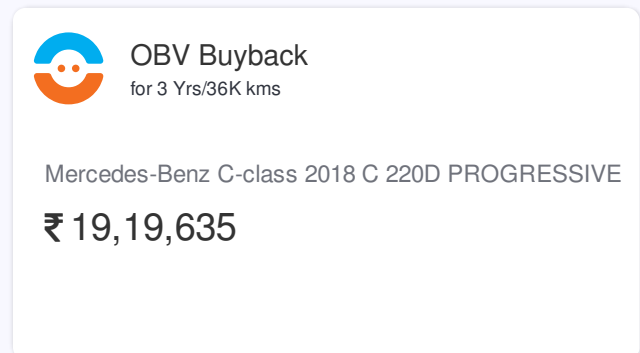 OBV Buyback
for 3 Yrs/36K kms
Mercedes-Benz C-class 2018 C 220D PROGRESSIVE
₹ 19,19,635